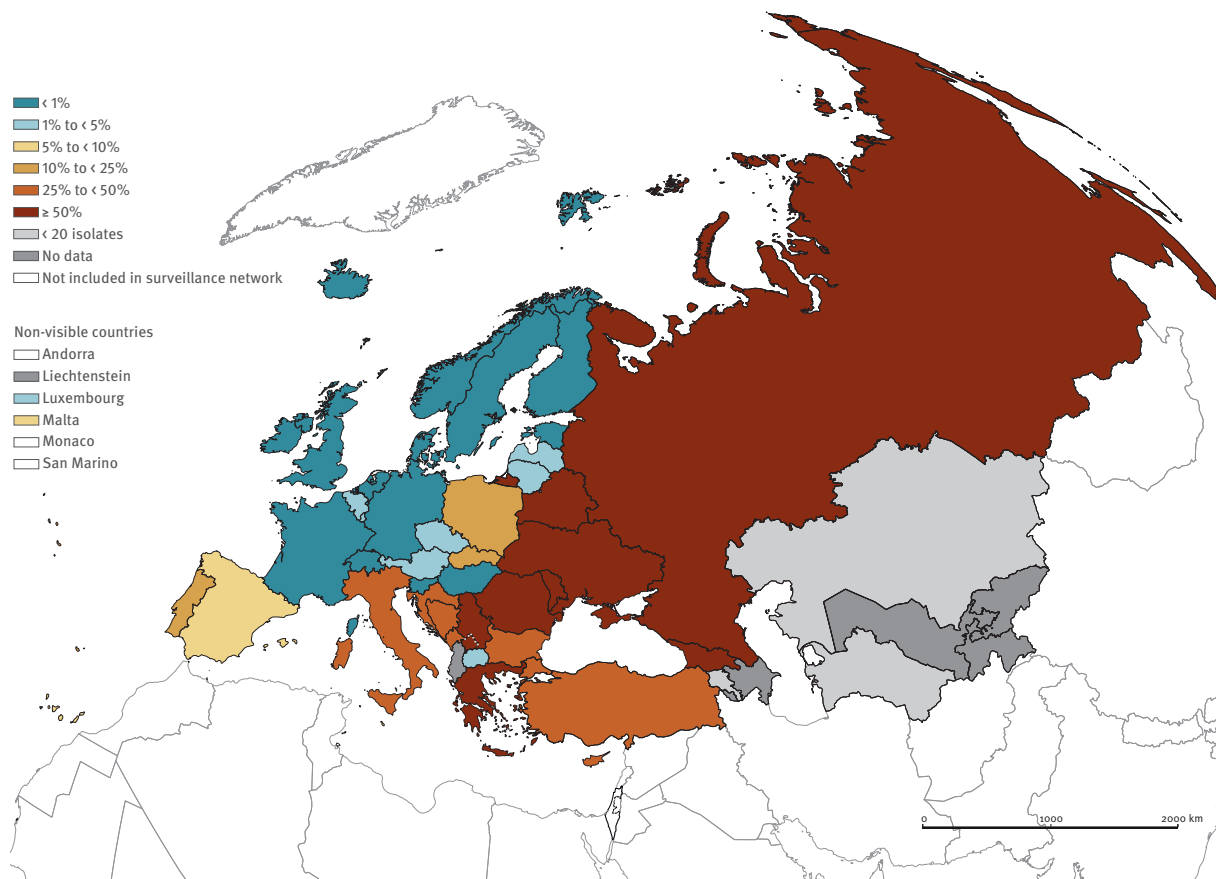 < 1%
1% to < 5%
5% to < 10%
10% to < 25%
25% to < 50%
≥ 50%
< 20 isolates
No data
Not included in surveillance network
Non-visible countries
Andorra
Liechtenstein
Luxembourg
Malta
Monaco
San Marino
0 1000 2000 km